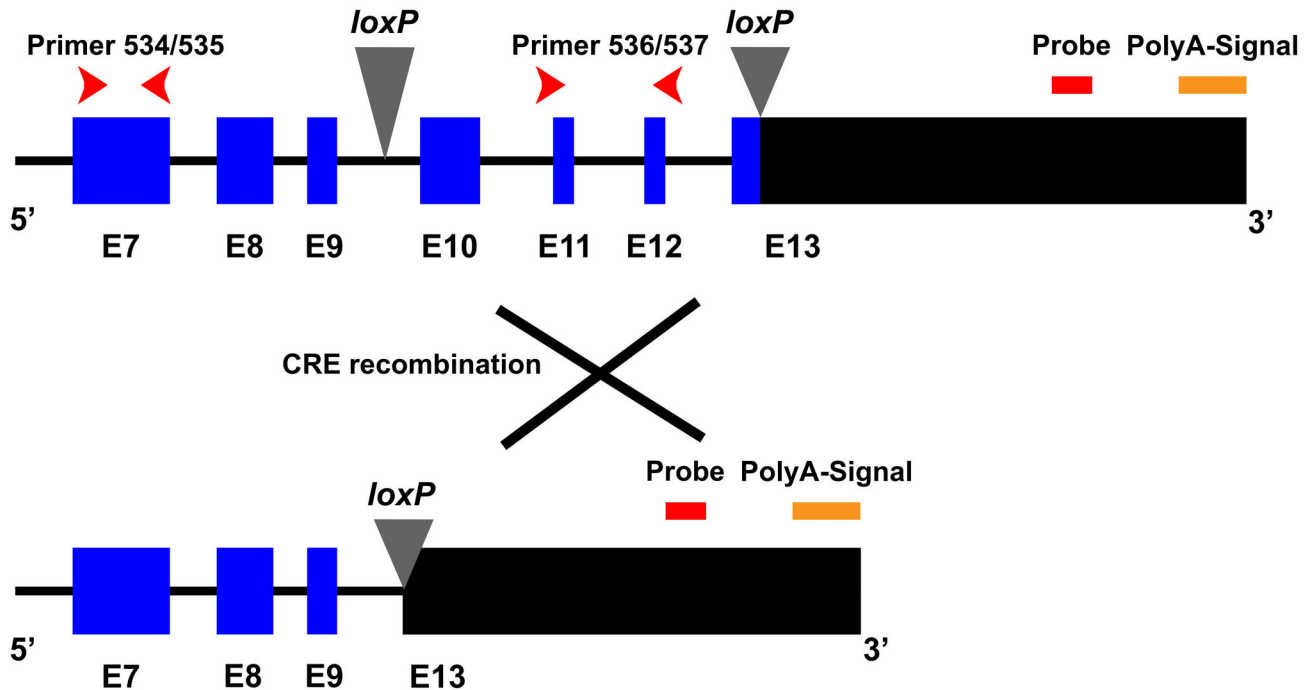 loxP
loxP
Primer 534/535
Primer 536/537
Probe
PolyA-Signal
5’
3’
E7
E8
E9
E10
E11
E12
E13
CRE recombination
Probe
PolyA-Signal
loxP
5’
3’
E7
E8
E9
E13